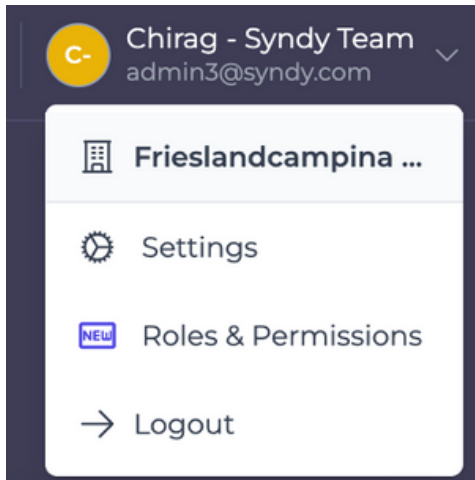 C-
Chirag - Syndy Team
admin3@syndy.com
Frieslandcampina ...
Settings
NEW
Roles & Permissions
Logout